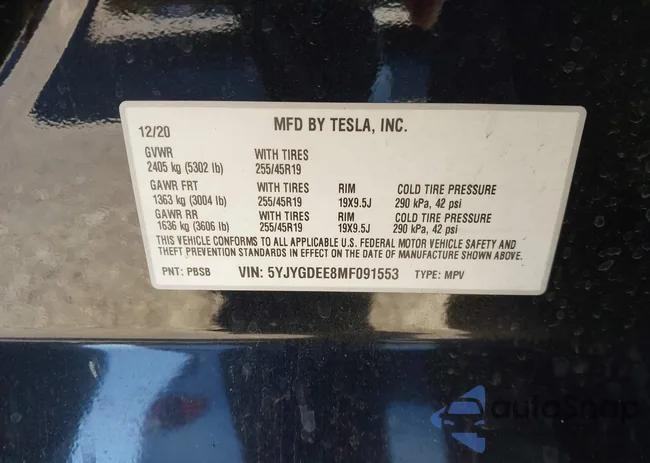 MFD BY TESLA, INC.
12/20
GVWR WITH TIRES
2405 kg (5302 lb) 255/45R19
GAWR FRT WITH TIRES RIM COLD TIRE PRESSURE
1363 kg (3004 lb) 255/45R19 19X9.5J 290 kPa, 42 psi
GAWR RR WITH TIRES RIM COLD TIRE PRESSURE
1636 kg (3606 lb) 255/45R19 19X9.5J 290 kPa, 42 psi
THIS VEHICLE CONFORMS TO ALL APPLICABLE U.S. FEDERAL MOTOR VEHICLE SAFETY AND
THEFT PREVENTION STANDARDS IN EFFECT ON THE DATE OF MANUFACTURE SHOWN ABOVE.
PNT: PBSB VIN: 5YJYGDEE8MF091553 TYPE: MPV
autoSnap